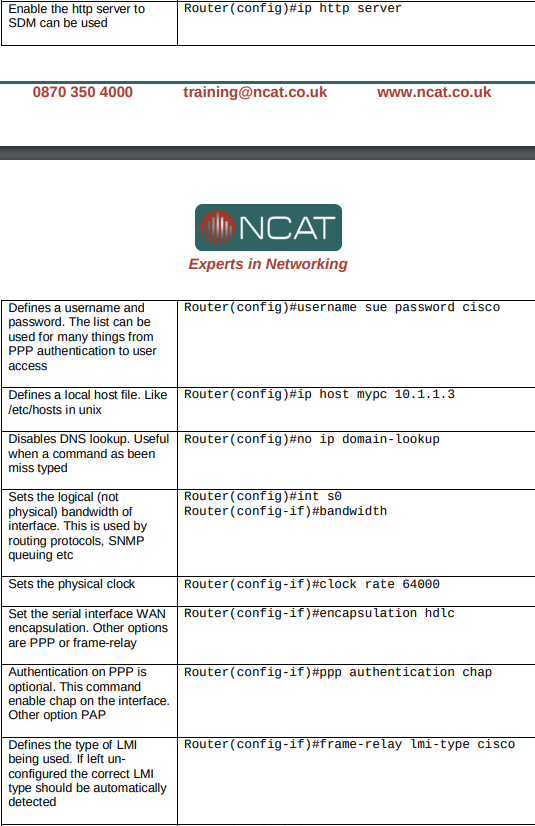 Enable the http server to
SDM can be used
Router(config)#ip http server
0870 350 4000 training@ncat.co.uk www.ncat.co.uk
NCAT
Experts in Networking
Defines a username and
password. The list can be
used for many things from
PPP authentication to user
access
Router(config)#username sue password cisco
Defines a local host file. Like
/etc/hosts in unix
Router(config)#ip host mypc 10.1.1.3
Disables DNS lookup. Useful
when a command as been
miss typed
Router(config)#no ip domain-lookup
Sets the logical (not
physical) bandwidth of
interface. This is used by
routing protocols, SNMP
queuing etc
Router(config)#int s0
Router(config-if)#bandwidth
Sets the physical clock
Router(config-if)#clock rate 64000
Set the serial interface WAN
encapsulation. Other options
are PPP or frame-relay
Router(config-if)#encapsulation hdlc
Authentication on PPP is
optional. This command
enable chap on the interface.
Other option PAP
Router(config-if)#ppp authentication chap
Defines the type of LMI
being used. If left un-
configured the correct LMI
type should be automatically
detected
Router(config-if)#frame-relay lmi-type cisco